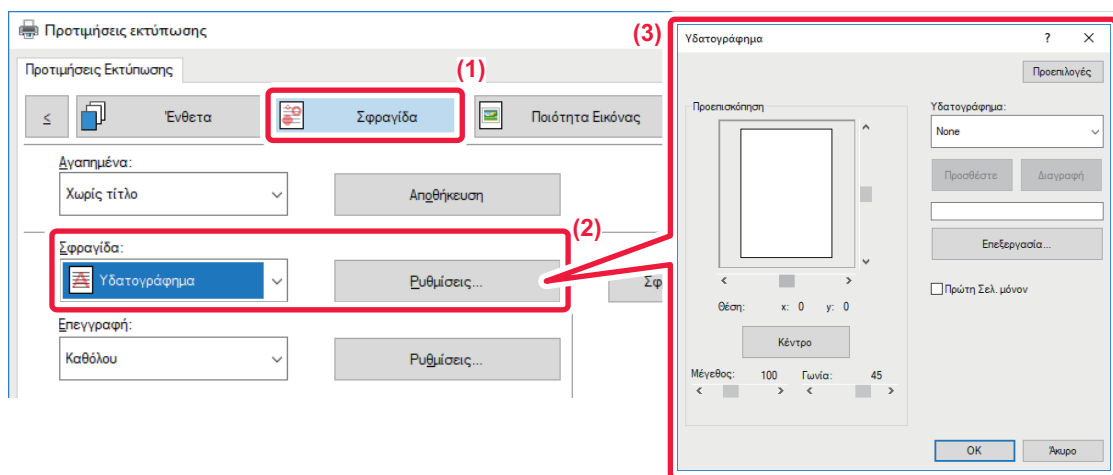 Προτιμήσεις εκτύπωσης
Προτιμήσεις Εκτύπωσης
(1)
<
Ένθετα
Σφραγίδα
Ποιότητα Εικόνας
Αγαπημένα:
Χωρίς τίτλο
Αποθήκευση
(2)
Σφραγίδα:
Υδατογράφημα
Ρυθμίσεις...
Σφ
Επεγγραφή:
Καθόλου
Ρυθμίσεις...
(3)
Υδατογράφημα
?
Προεπιλογές
Προεπισκόπηση
Υδατογράφημα:
None
Προσθέστε
Διαγραφή
Επεξεργασία...
Πρώτη Σελ. μόνον
Θέση: x: 0 y: 0
Κέντρο
Μέγεθος: 100 Γωνία: 45
OK
Άκυρο